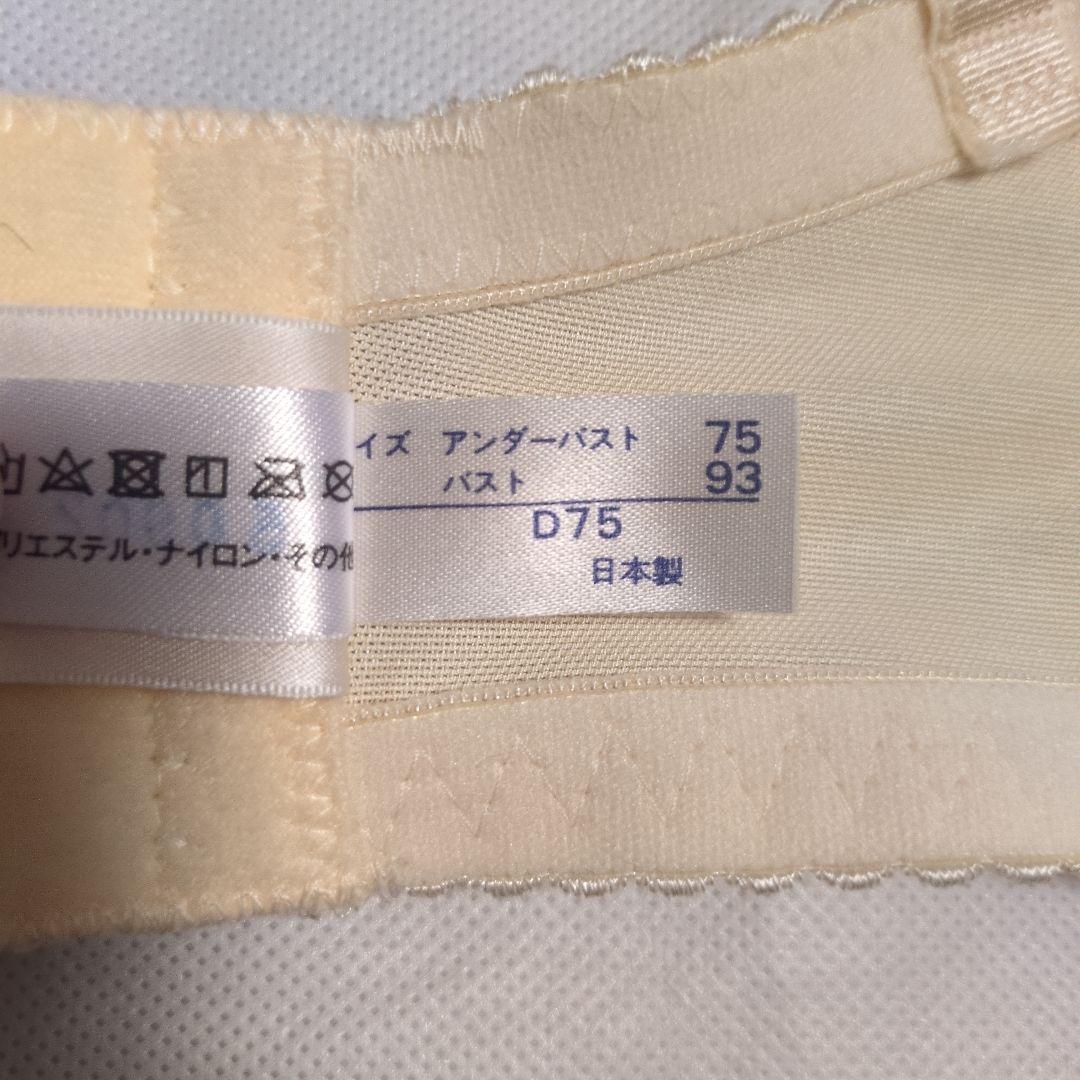 イズ アンダーバスト 75
バスト 93
D75
日本製
リエステル・ナイロン・その他